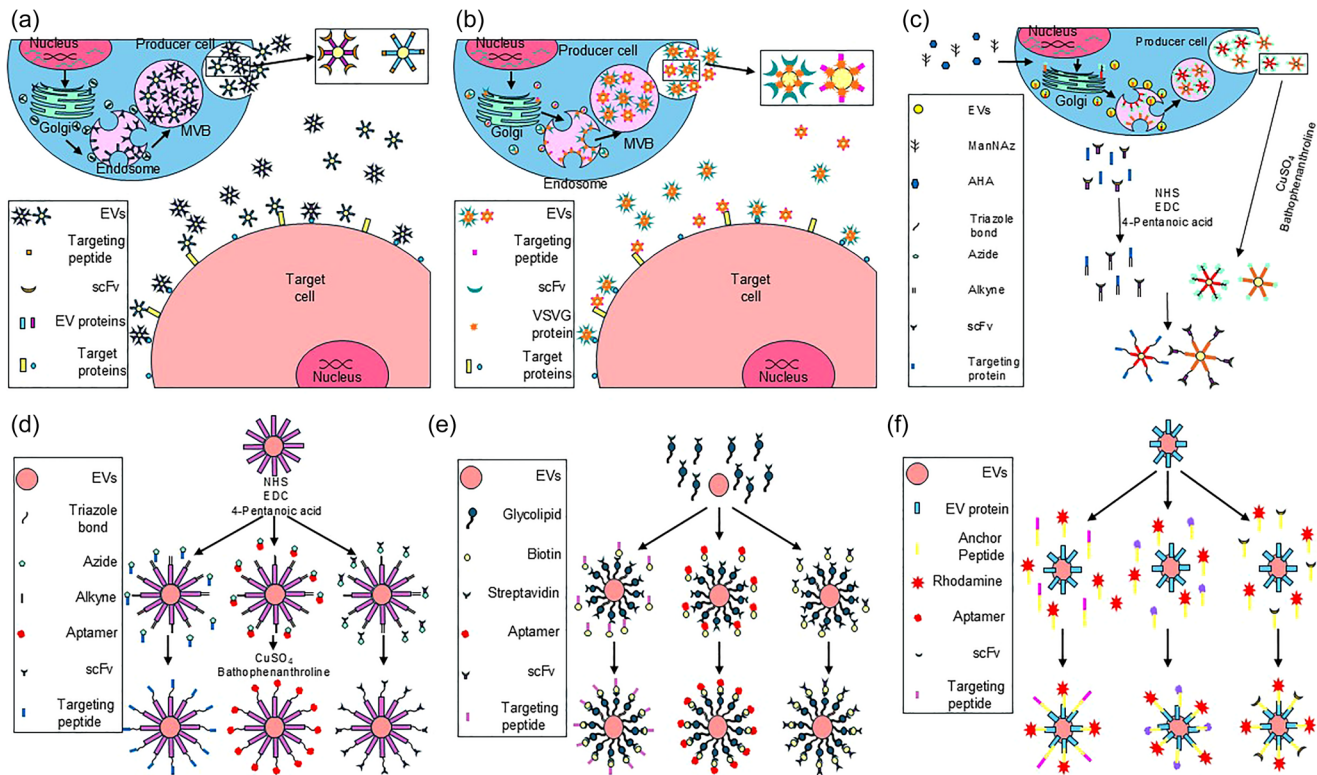 (a)
Nucleus
Producer cell
Golgi
MVB
Endosome
EVs
Targeting
peptide
scFv
EV proteins
Target
proteins
Target
cell
Nucleus
(b)
Nucleus
Producer cell
Golgi
MVB
Endosome
EVs
Targeting
peptide
scFv
VSVG
protein
Target
proteins
Target
cell
Nucleus
(c)
Nucleus
Producer cell
Golgi
EVs
ManNAz
AHA
Triazole
bond
Azide
Alkyne
scFv
Targeting
protein
NHS
EDC
4-Pentanoic acid
CuSO4
Bathophenanthroline
(d)
EVs
Triazole
bond
Azide
Alkyne
Aptamer
scFv
Targeting
peptide
NHS
EDC
4-Pentanoic acid
CuSO4
Bathophenanthroline
(e)
EVs
Glycolipid
Biotin
Streptavidin
Aptamer
scFv
Targeting
peptide
(f)
EVs
EV protein
Anchor
Peptide
Rhodamine
Aptamer
scFv
Targeting
peptide